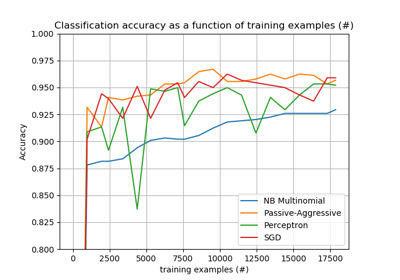 Classification accuracy as a function of training examples (#)
1.000
0.975
0.950
0.925
0.900
0.875
0.850
0.825
0.800
Accuracy
NB Multinomial
Passive-Aggressive
Perceptron
SGD
0 2500 5000 7500 10000 12500 15000 17500
training examples (#)